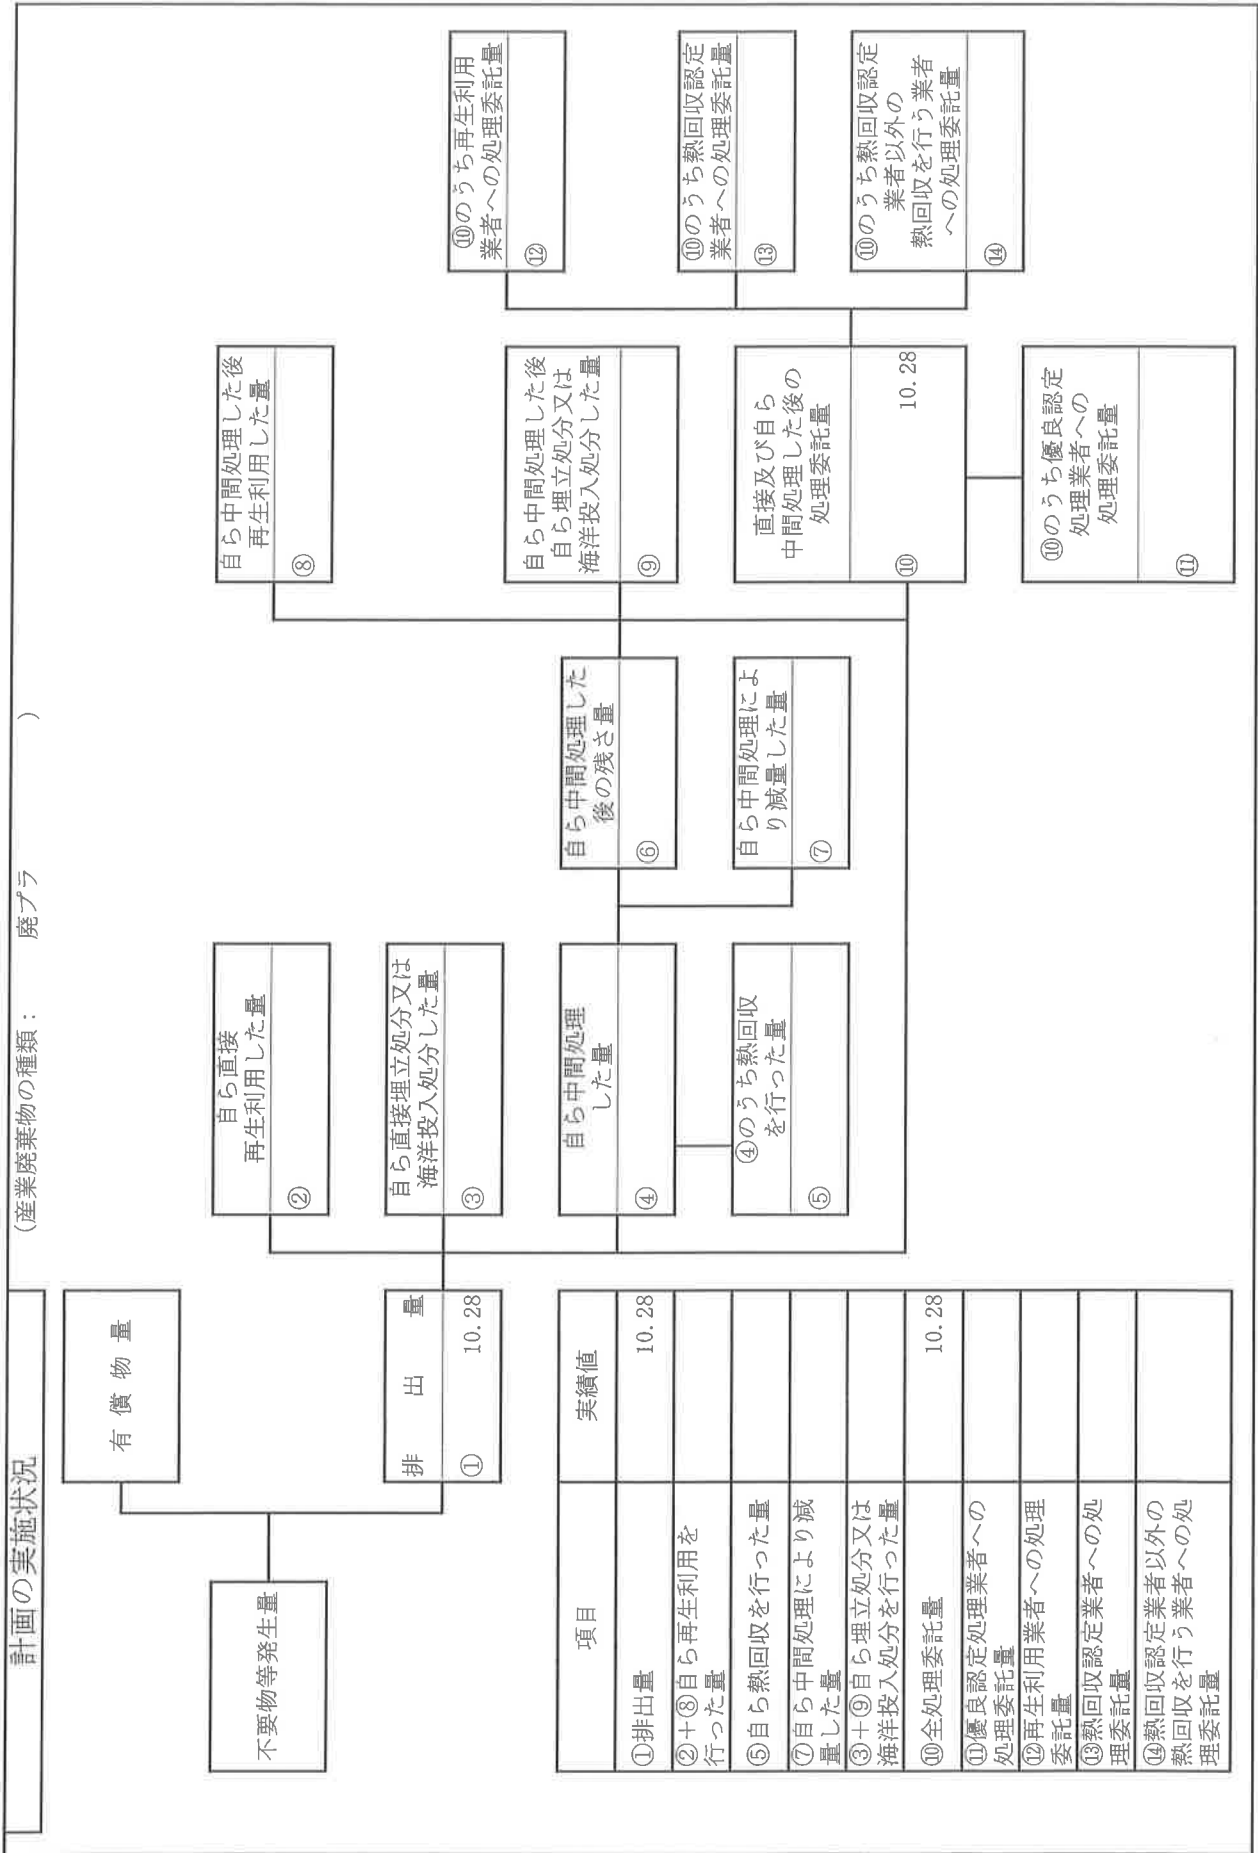 計画の実施状況
（産業廃棄物の種類： 廃プラ ）
不要物等発生量
有 償 物 量
排 出 量
① 10.28
自ら直接
再生利用した量
②
自ら直接埋立処分又は
海洋投入処分した量
③
自ら中間処理
した量
④
④のうち熱回収
を行った量
⑤
自ら中間処理した
後の残さ量
⑥
自ら中間処理によ
り減量した量
⑦
自ら中間処理した後
再生利用した量
⑧
自ら中間処理した後
自ら埋立処分又は
海洋投入処分した量
⑨
直接及び自ら
中間処理した後の
処理委託量
⑩ 10.28
⑩のうち優良認定
処理業者への
処理委託量
⑪
⑩のうち再生利用
業者への処理委託量
⑫
⑩のうち熱回収認定
業者への処理委託量
⑬
⑩のうち熱回収認定
業者以外の
熱回収を行う業者
への処理委託量
⑭
項目 実績値
①排出量 10.28
②＋⑧自ら再生利用を
行った量
⑤自ら熱回収を行った量
⑦自ら中間処理により減
量した量
③＋⑨自ら埋立処分又は
海洋投入処分を行った量
⑩全処理委託量 10.28
⑪優良認定処理業者への
処理委託量
⑫再生利用業者への処理
委託量
⑬熱回収認定業者への処
理委託量
⑭熱回収認定業者以外の
熱回収を行う業者への処
理委託量